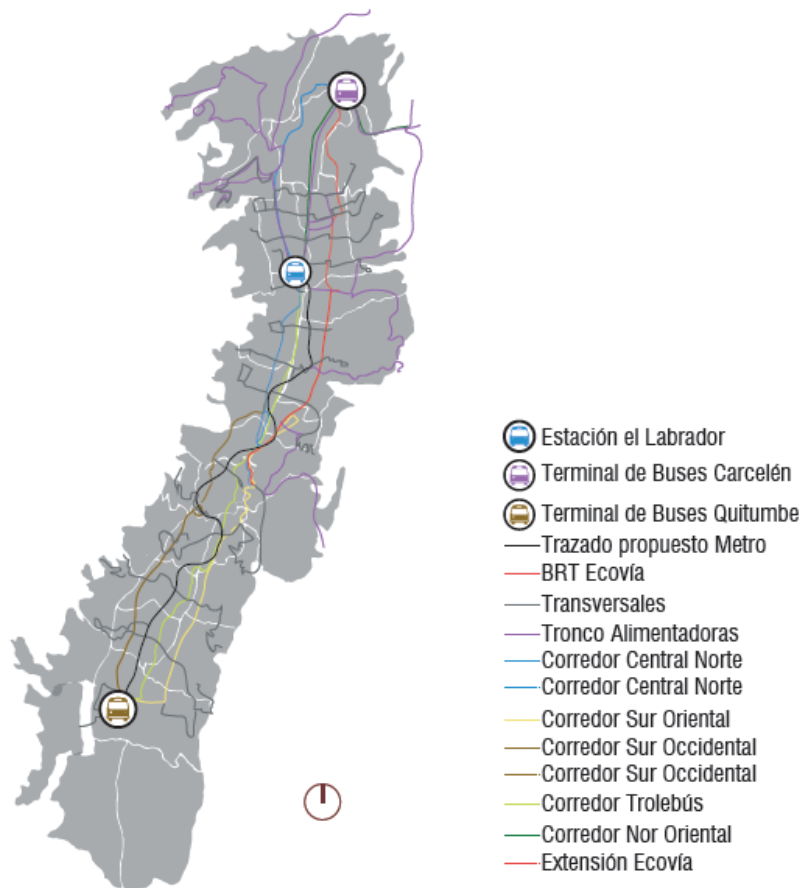 Estación el Labrador
Terminal de Buses Carcelén
Terminal de Buses Quitumbe
Trazado propuesto Metro
BRT Ecovía
Transversales
Tronco Alimentadoras
Corredor Central Norte
Corredor Central Norte
Corredor Sur Oriental
Corredor Sur Occidental
Corredor Sur Occidental
Corredor Trolebús
Corredor Nor Oriental
Extensión Ecovía